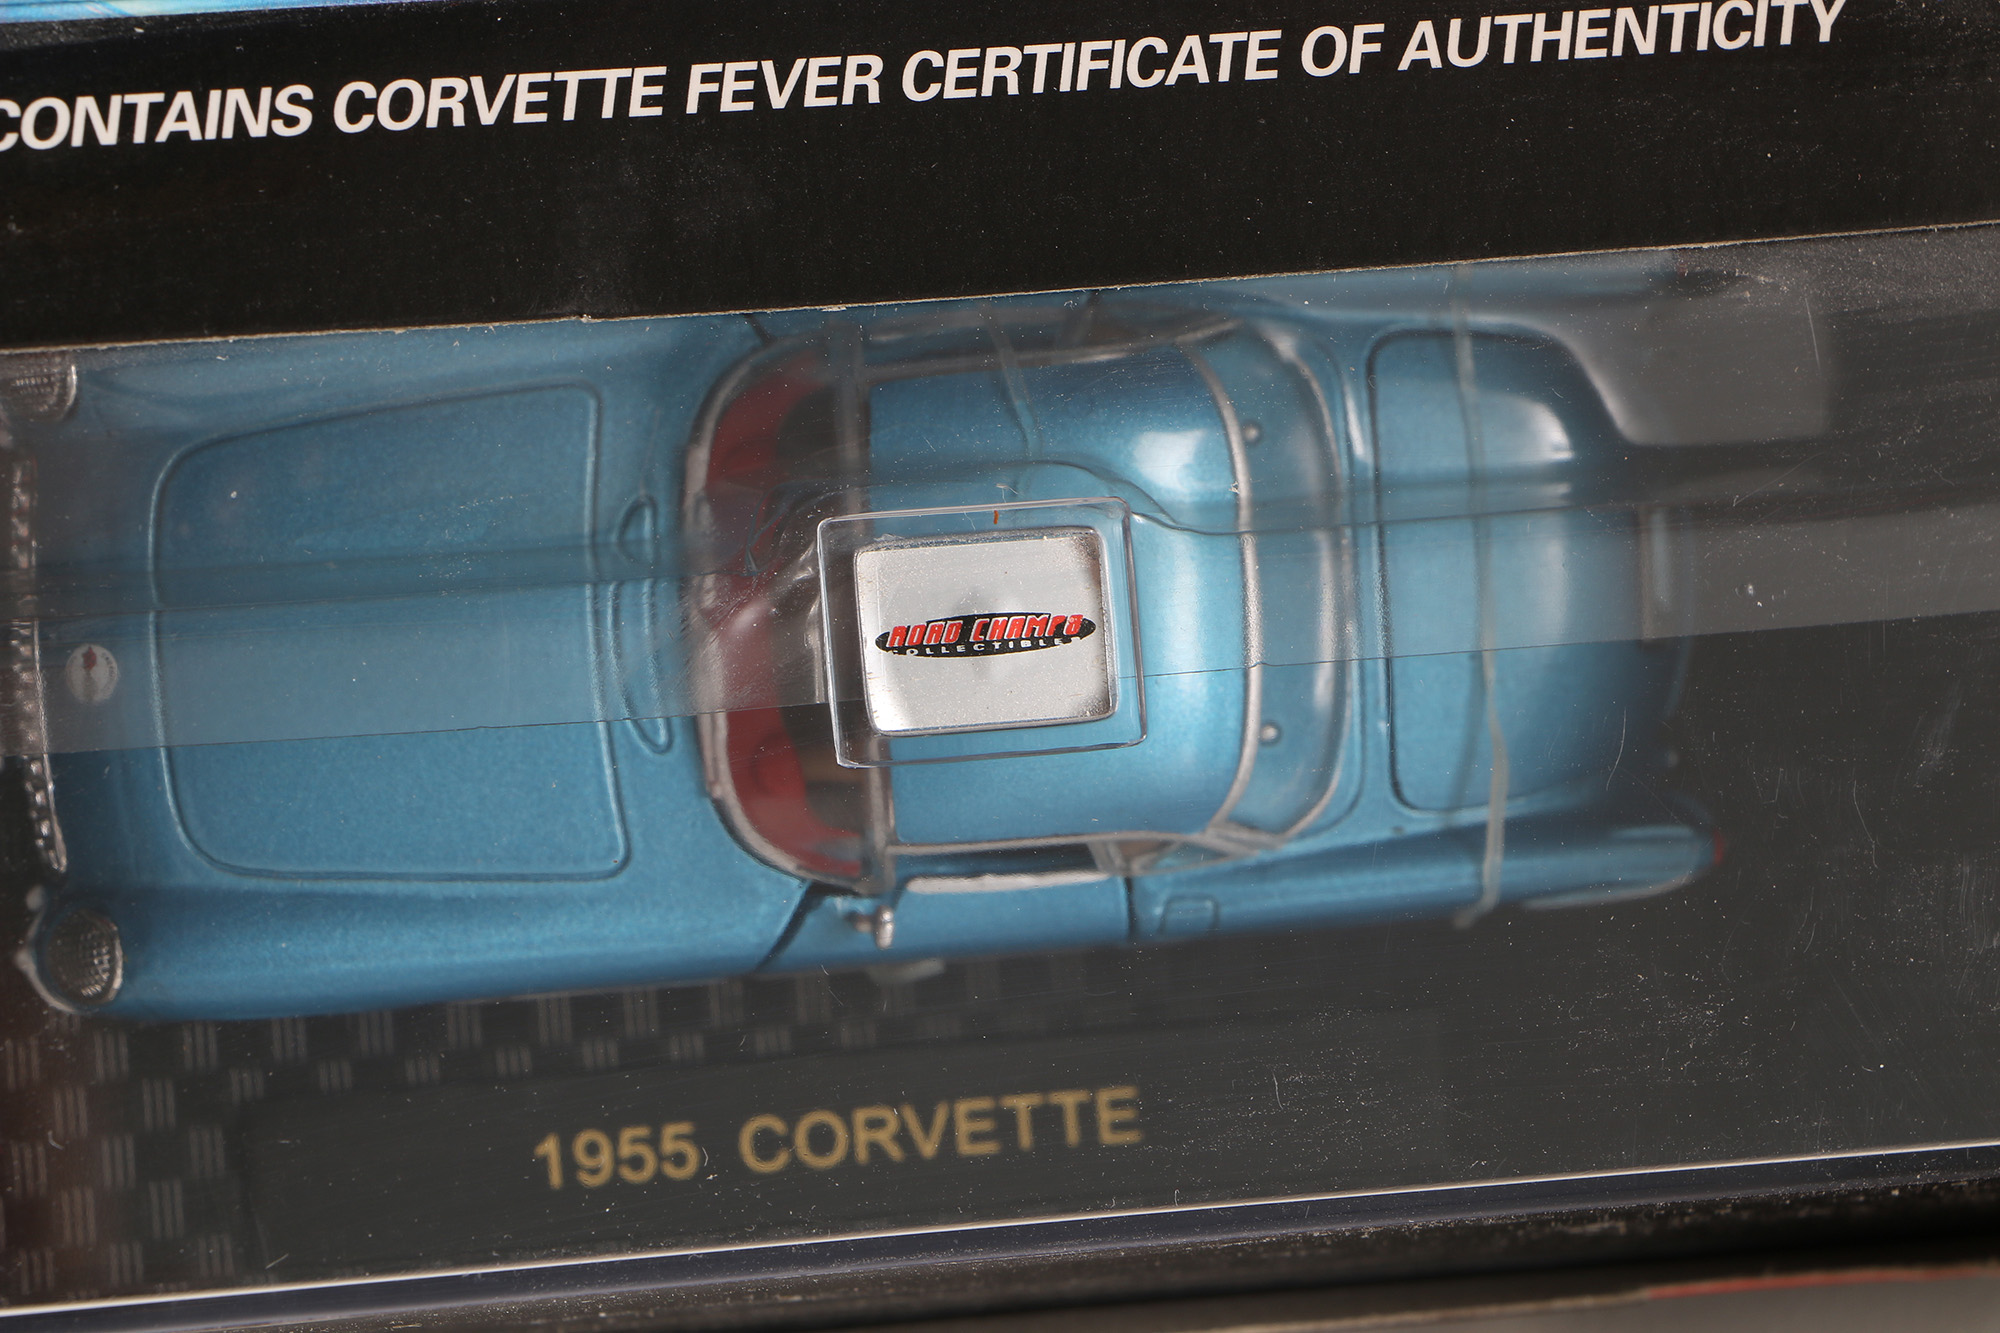 CONTAINS CORVETTE FEVER CERTIFICATE OF AUTHENTICITY
ROAD CHAMPS
COLLECTIBLES
1955 CORVETTE